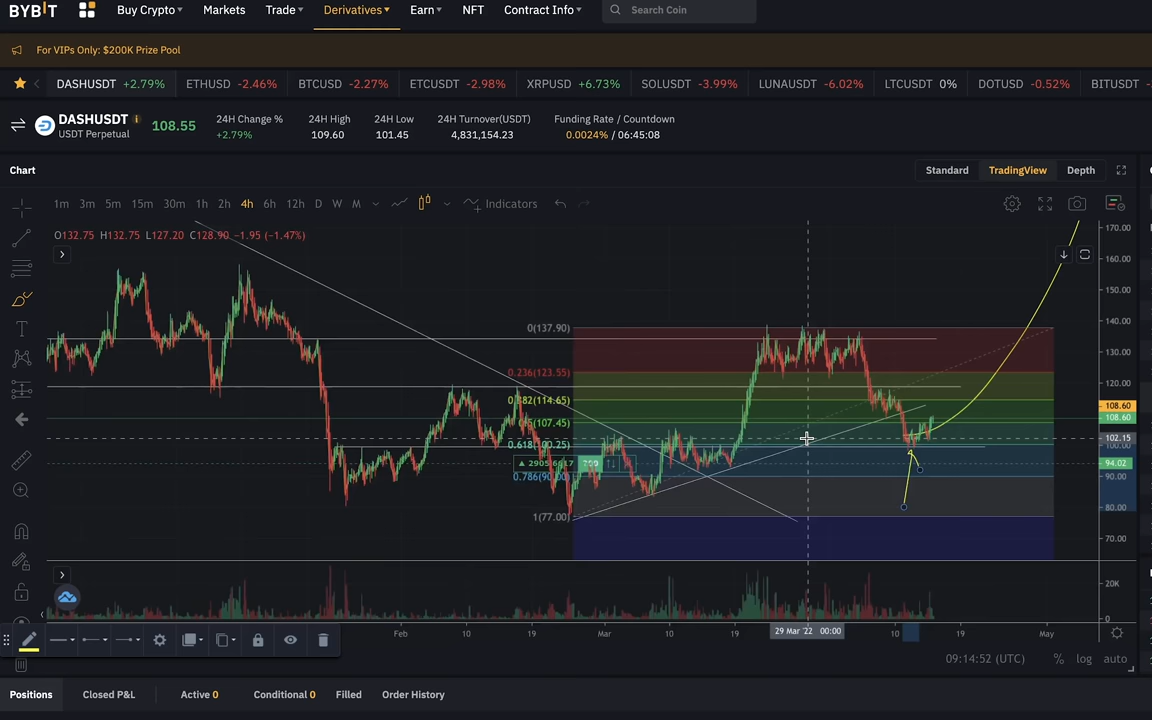 BYBIT Buy Crypto Markets Trade Derivatives Earn NFT Contract Info Search Coin
For VIPs Only: $200K Prize Pool
DASHUSDT +2.79% ETHUSD -2.46% BTCUSD -2.27% ETCUSDT -2.98% XRPUSD +6.73% SOLUSDT -3.99% LUNAUSDT -6.02% LTCUSDT 0% DOTUSD -0.52% BITUSDT
DASHUSDT 108.55 24H Change % 24H High 24H Low 24H Turnover(USDT) Funding Rate / Countdown
USDT Perpetual +2.79% 109.60 101.45 4,831,154.23 0.0024% / 06:45:08
Chart Standard TradingView Depth
1m 3m 5m 15m 30m 1h 2h 4h 6h 12h D W M Indicators
O132.75 H132.75 L127.20 C128.90 −1.95 (−1.47%)
170.00
160.00
150.00
140.00
0(137.90)
130.00
0.236(123.55)
120.00
0.382(114.65)
108.60
0.5(107.45)
108.60
102.15
0.618(100.25)
100.00
94.02
0.786(90.00)
90.00
80.00
1(77.00)
70.00
20K
0
Feb 10 19 Mar 10 19 29 Mar '22 00:00 10 19 May
09:14:52 (UTC) % log auto
Positions Closed P&L Active 0 Conditional 0 Filled Order History